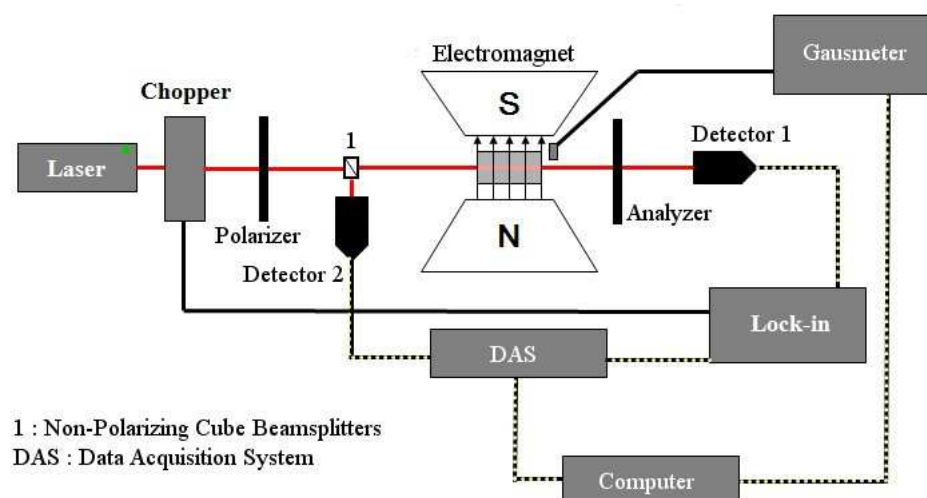 Electromagnet
Gausmeter
S
Chopper
1
Detector 1
Laser
Polarizer
Analyzer
N
Detector 2
Lock-in
DAS
1 : Non-Polarizing Cube Beamsplitters
DAS : Data Acquisition System
Computer